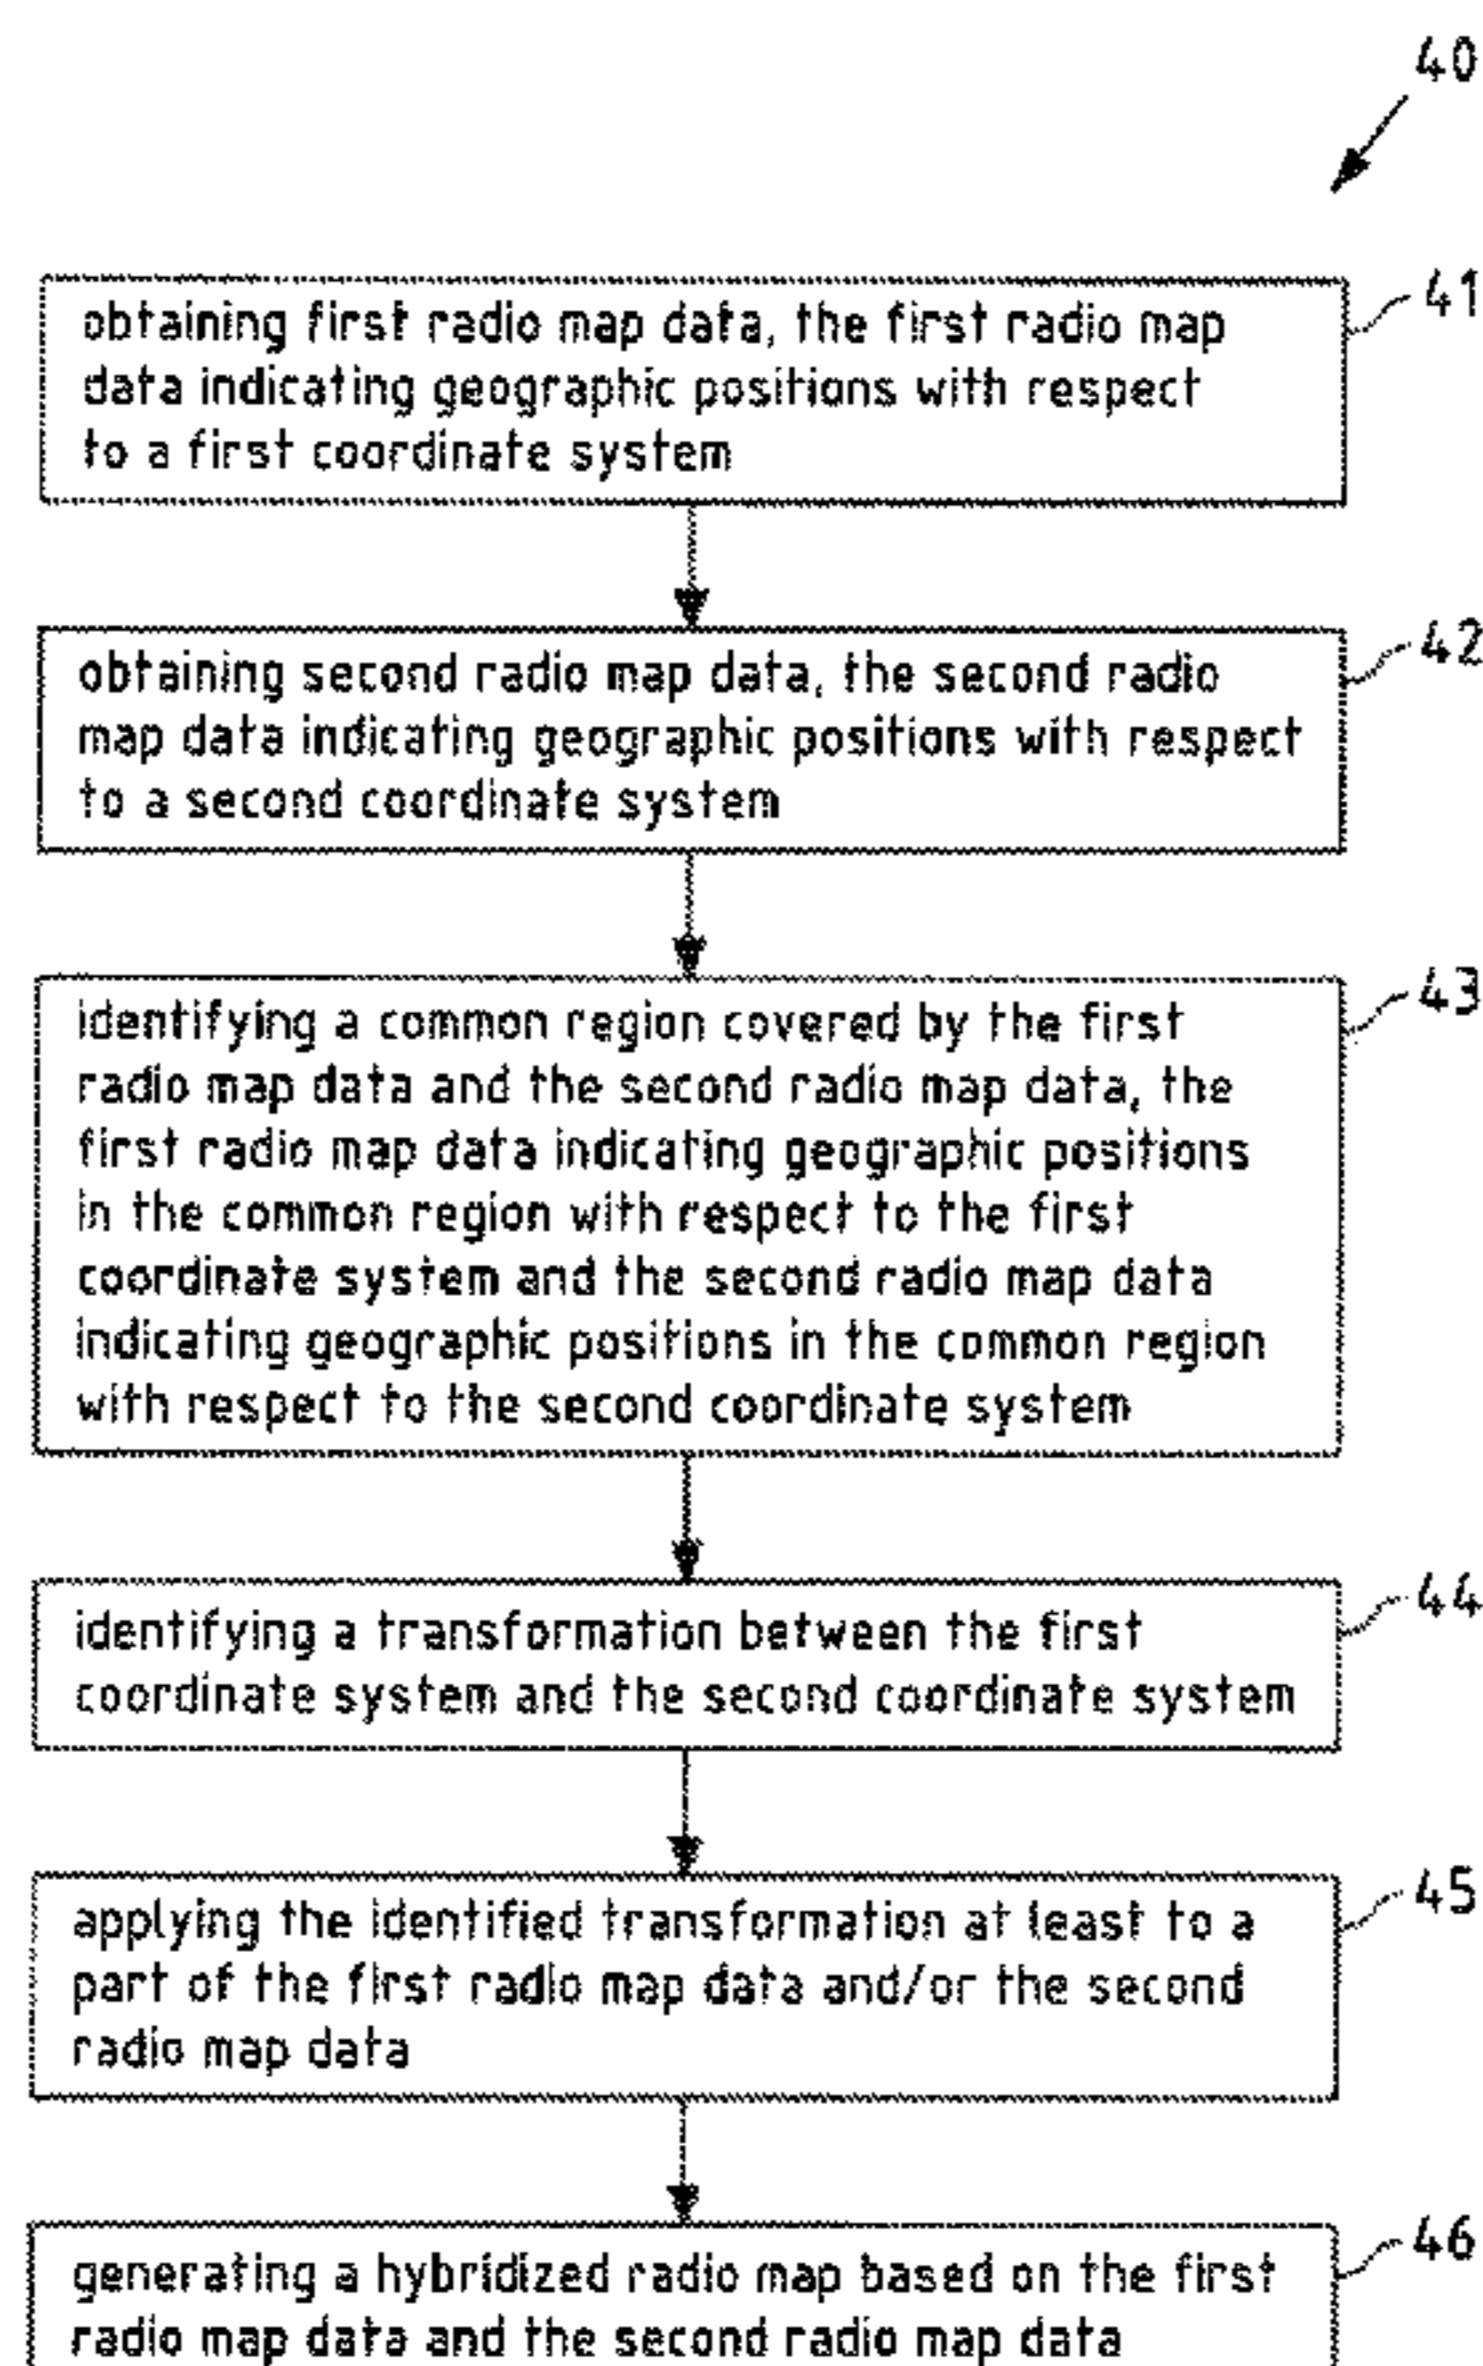 40
41
obtaining first radio map data, the first radio map
data indicating geographic positions with respect
to a first coordinate system
42
obtaining second radio map data, the second radio
map data indicating geographic positions with respect
to a second coordinate system
43
identifying a common region covered by the first
radio map data and the second radio map data, the
first radio map data indicating geographic positions
in the common region with respect to the first
coordinate system and the second radio map data
indicating geographic positions in the common region
with respect to the second coordinate system
44
identifying a transformation between the first
coordinate system and the second coordinate system
45
applying the identified transformation at least to a
part of the first radio map data and/or the second
radio map data
46
generating a hybridized radio map based on the first
radio map data and the second radio map data